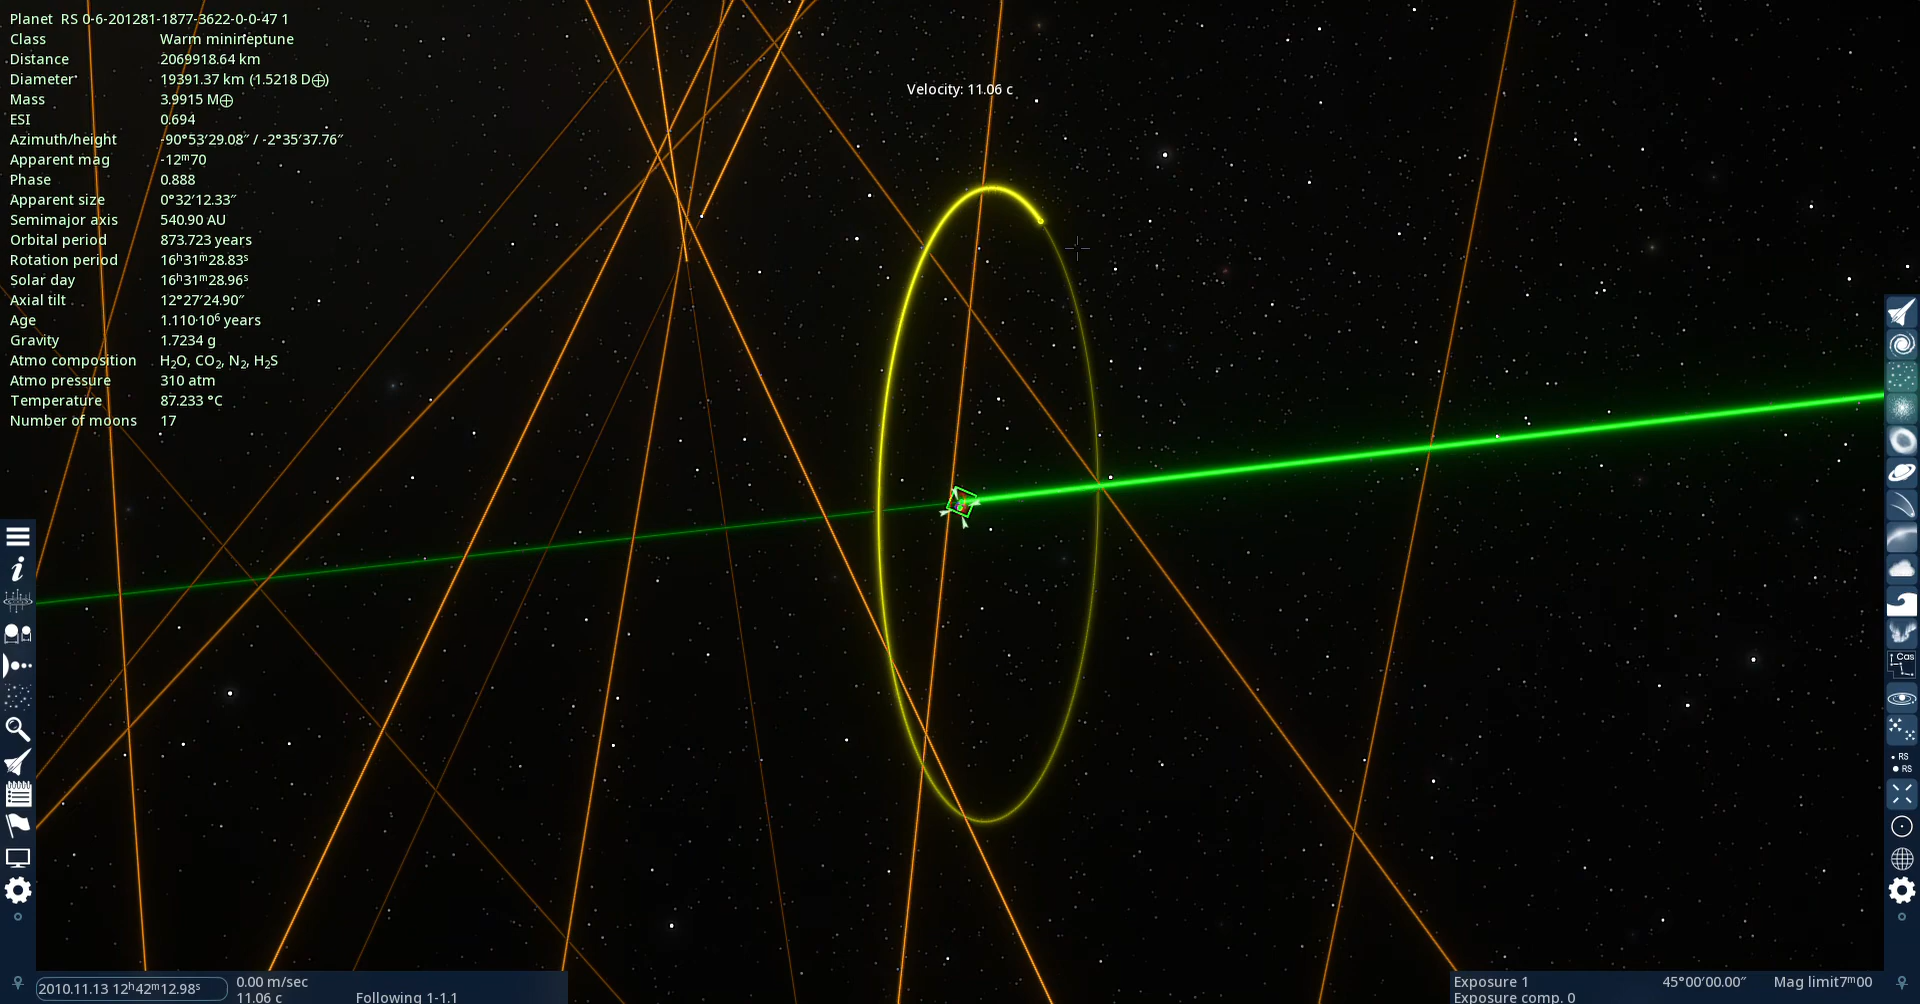 Planet RS 0-6-201281-1877-3622-0-0-47 1
Class Warm minineptune
Distance 2069918.64 km
Diameter 19391.37 km (1.5218 D⊕)
Mass 3.9915 M⊕
ESI 0.694
Azimuth/height -90°53′29.08″ / -2°35′37.76″
Apparent mag -12ᵐ70
Phase 0.888
Apparent size 0°32′12.33″
Semimajor axis 540.90 AU
Orbital period 873.723 years
Rotation period 16ʰ31ᵐ28.83ˢ
Solar day 16ʰ31ᵐ28.96ˢ
Axial tilt 12°27′24.90″
Age 1.110·10⁶ years
Gravity 1.7234 g
Atmo composition H₂O, CO₂, N₂, H₂S
Atmo pressure 310 atm
Temperature 87.233 °C
Number of moons 17
Velocity: 11.06 c
Cas
RS
RS
2010.11.13 12ʰ42ᵐ12.98ˢ
0.00 m/sec
11.06 c
Following 1-1.1
Exposure 1
45°00′00.00″
Mag limit7ᵐ00
Exposure comp. 0